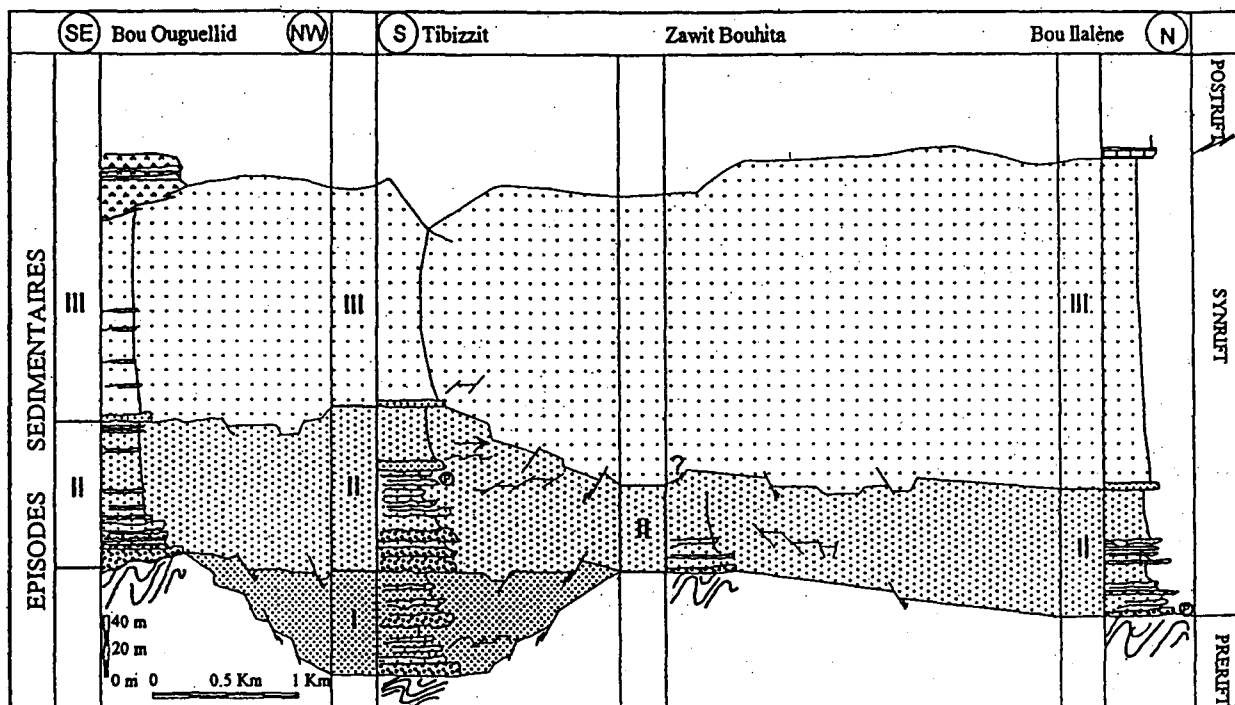 SE Bou Ouguellid NW S Tibizzit Zawit Bouhita Bou Ilalène N
POSTRIFT
SYNRIFT
PRERIFT
EPISODES SEDIMENTAIRES
III III III
II II II II
I
40 m
20 m
0 m 0 0.5 Km 1 Km
?